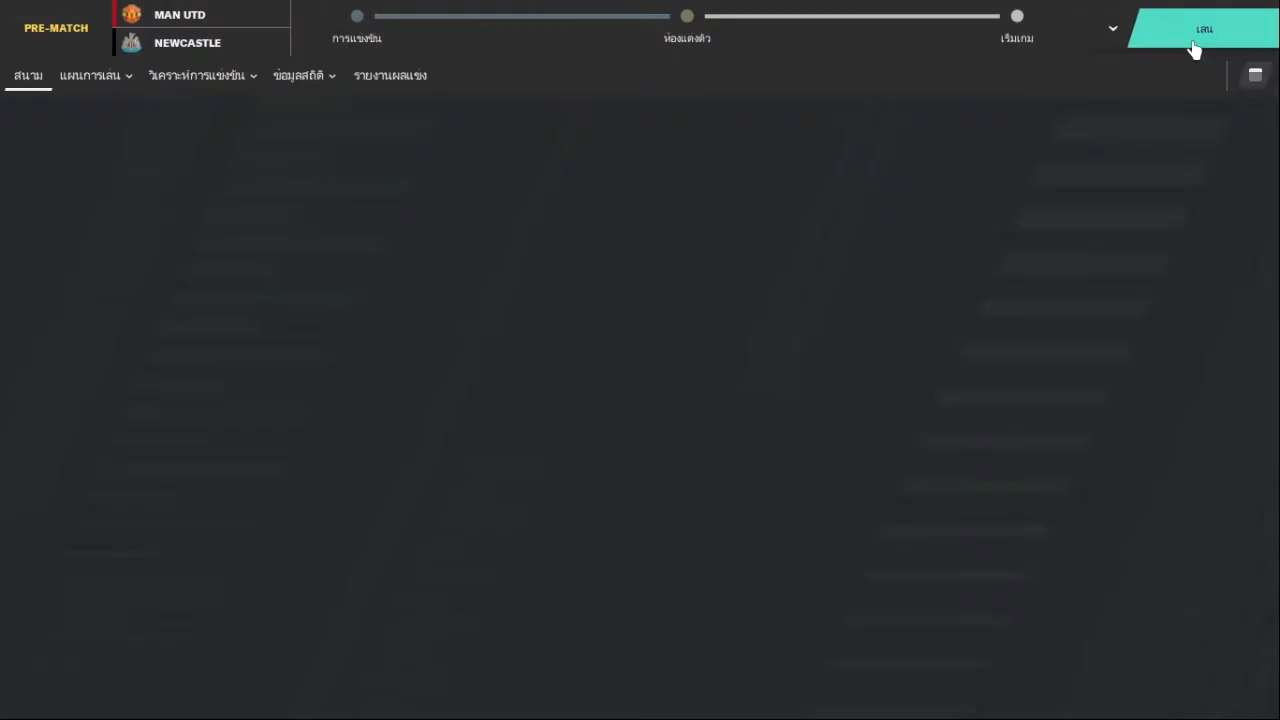 PRE-MATCH
MAN UTD
NEWCASTLE
การแข่งขัน
ห้องแต่งตัว
เริ่มเกม
เล่น
สนาม
แผนการเล่น
วิเคราะห์การแข่งขัน
ข้อมูลสถิติ
รายงานผลแข่ง